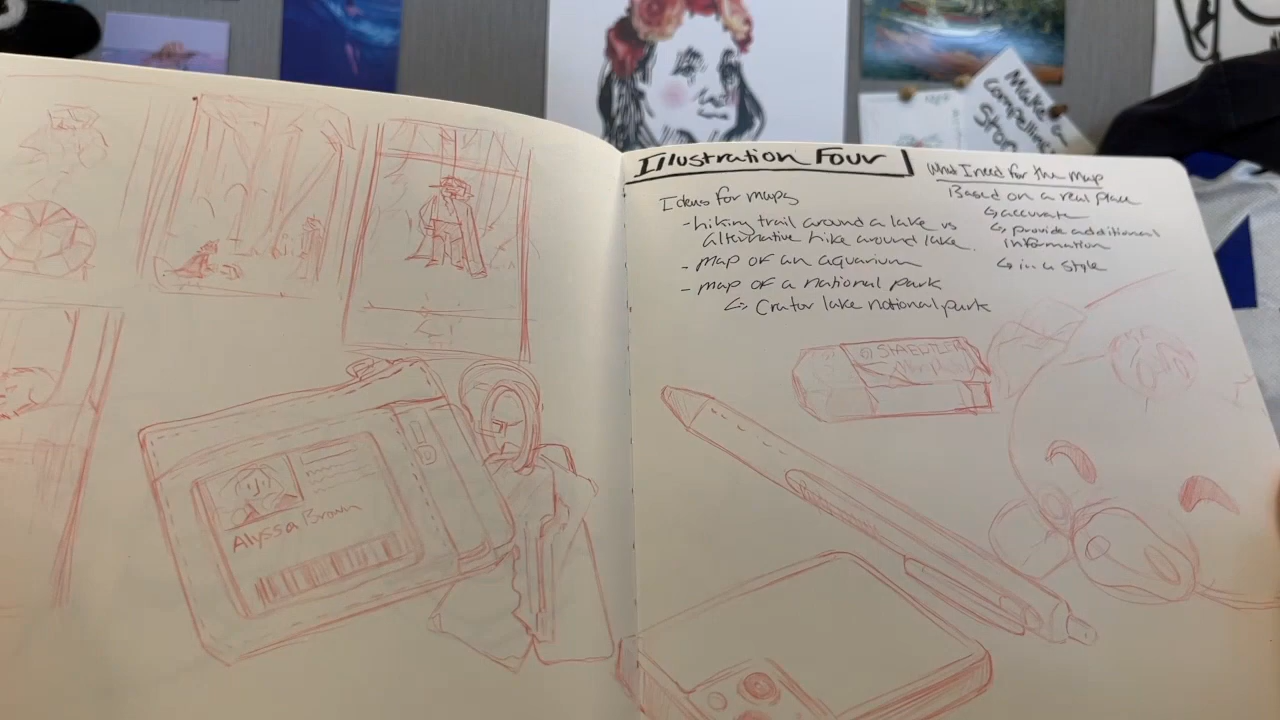 Make a
compelling
Stor
Illustration Four
What I need for the map
Based on a real place
↳ accurate
↳ provide additional
information
↳ in a style
Ideas for maps
- hiking trail around a lake vs
alternative hike around lake.
- map of an aquarium
- map of a national park
↳ Crator lake notional park
STAEDTLER
Alyssa Brown